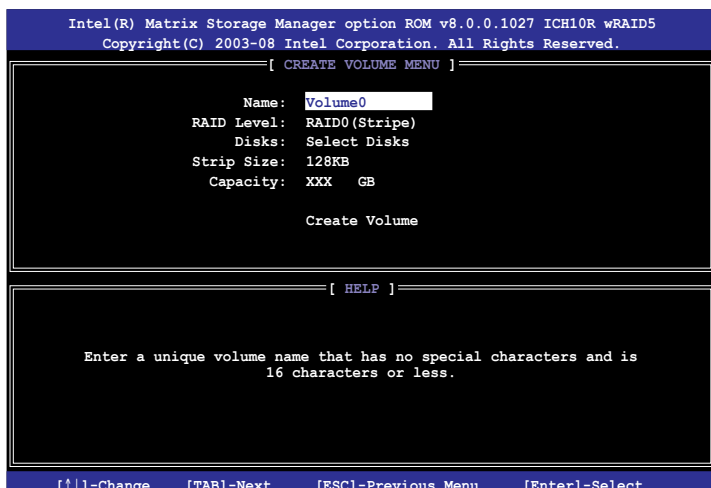 Intel(R) Matrix Storage Manager option ROM v8.0.0.1027 ICH10R wRAID5
Copyright(C) 2003-08 Intel Corporation. All Rights Reserved.
[ CREATE VOLUME MENU ]
Name: Volume0
RAID Level: RAID0(Stripe)
Disks: Select Disks
Strip Size: 128KB
Capacity: XXX GB
Create Volume
[ HELP ]
Enter a unique volume name that has no special characters and is
16 characters or less.
[↑↓]-Change [TAB]-Next [ESC]-Previous Menu [Enter]-Select